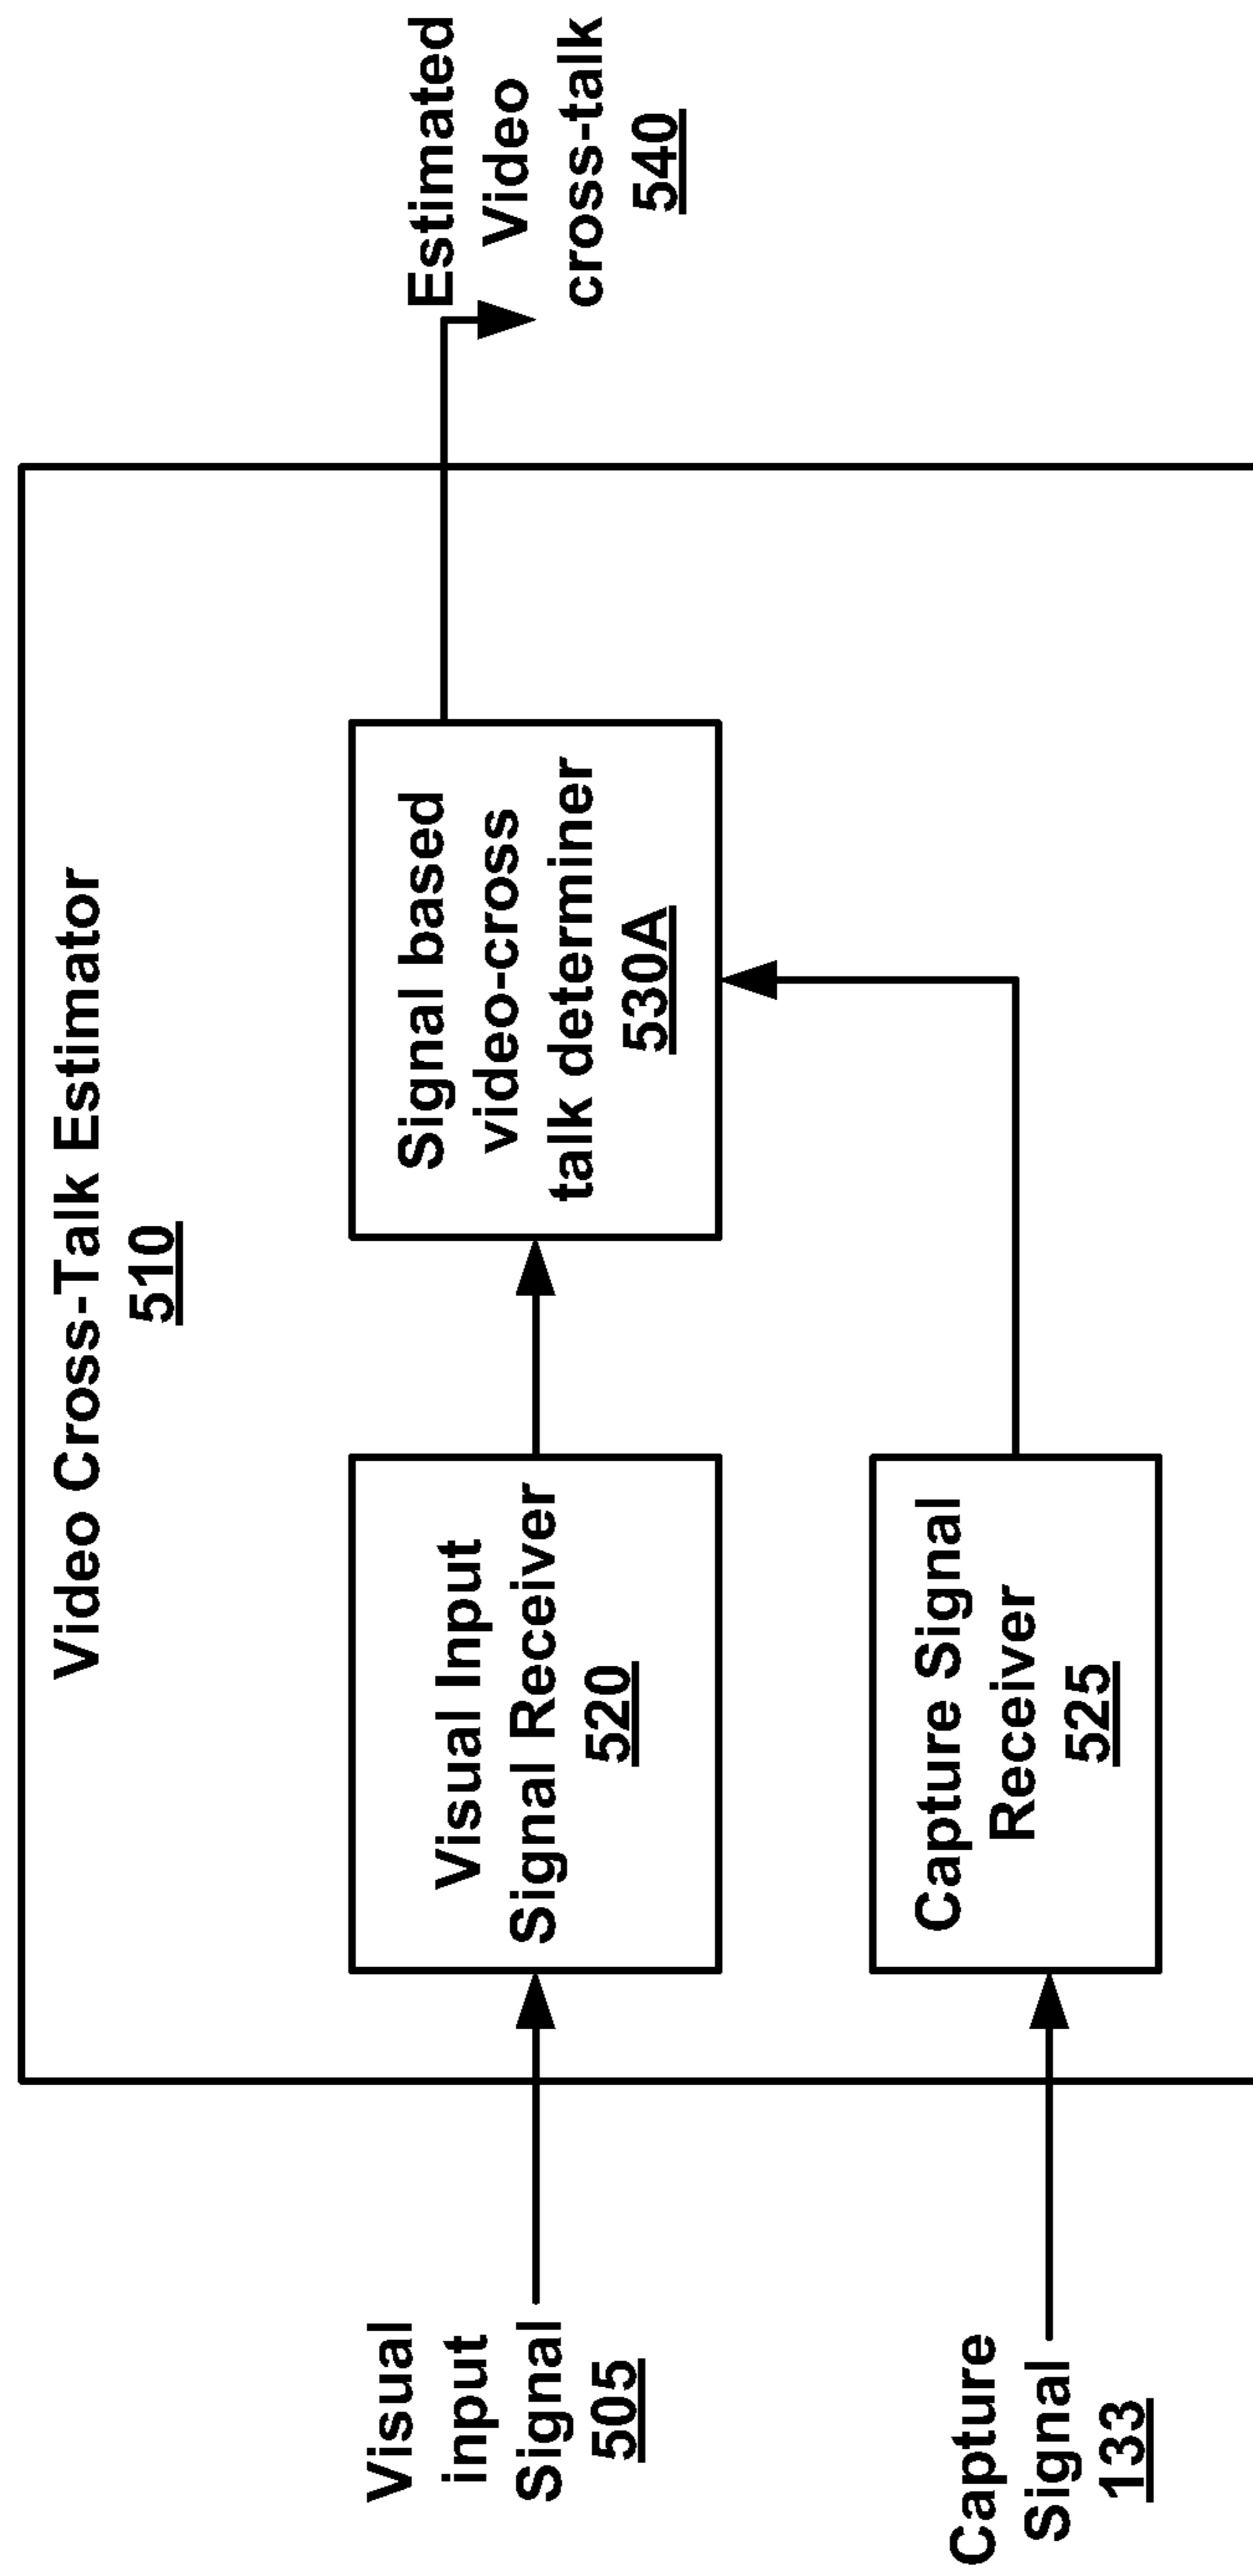 Video Cross-Talk Estimator
510
Visual
input
Signal
505
Visual Input
Signal Receiver
520
Signal based
video-cross
talk determiner
530A
Estimated
Video
cross-talk
540
Capture
Signal
133
Capture Signal
Receiver
525